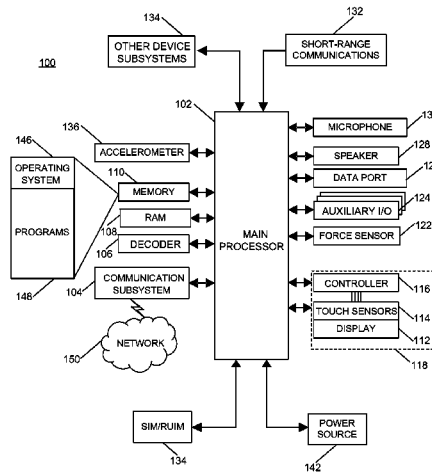 134
132
OTHER DEVICE
SUBSYSTEMS
SHORT-RANGE
COMMUNICATIONS
100
102
136
MICROPHONE
ACCELEROMETER
128
SPEAKER
146
110
DATA PORT
OPERATING
SYSTEM
MEMORY
124
AUXILIARY I/O
RAM
108
122
FORCE SENSOR
PROGRAMS
DECODER
106
MAIN
PROCESSOR
COMMUNICATION
SUBSYSTEM
104
CONTROLLER
116
148
TOUCH SENSORS
114
DISPLAY
112
NETWORK
150
118
SIM/RUIM
134
POWER
SOURCE
142